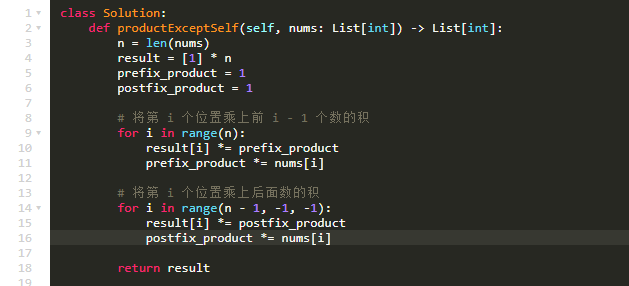 1 class Solution:
2     def productExceptSelf(self, nums: List[int]) -> List[int]:
3         n = len(nums)
4         result = [1] * n
5         prefix_product = 1
6         postfix_product = 1
7
8         # 将第 i 个位置乘上前 i - 1 个数的积
9         for i in range(n):
10             result[i] *= prefix_product
11             prefix_product *= nums[i]
12
13         # 将第 i 个位置乘上后面数的积
14         for i in range(n - 1, -1, -1):
15             result[i] *= postfix_product
16             postfix_product *= nums[i]
17
18         return result
19